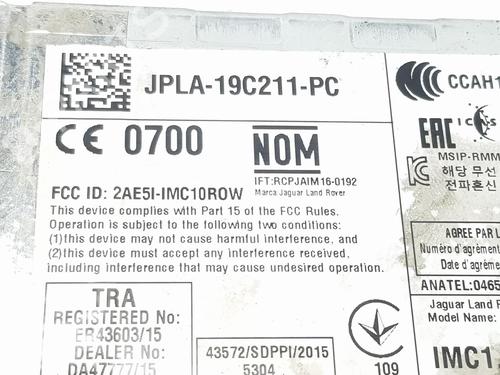 JPLA-19C211-PC
CE 0700
NOM
IFT:RCPJAIM16-0192
Marca Jaguar Land Rover
FCC ID: 2AE5I-IMC10ROW
This device complies with Part 15 of the FCC Rules.
Operation is subject to the following two conditions:
(1)this device may not cause harmful interference, and
(2)this device must accept any interference received,
including interference that may cause undesired operation.
TRA
REGISTERED No:
ER43603/15
DEALER No:
DA47777/15
43572/SDPPI/2015
5304
109
CCAH1
EAC
MSIP-RMM
해당 무선
전파혼신
AGREE PAR L
Numéro d'agrément
Date d'agrém
ANATEL:0465
Jaguar Land R
Model Name:
IMC1